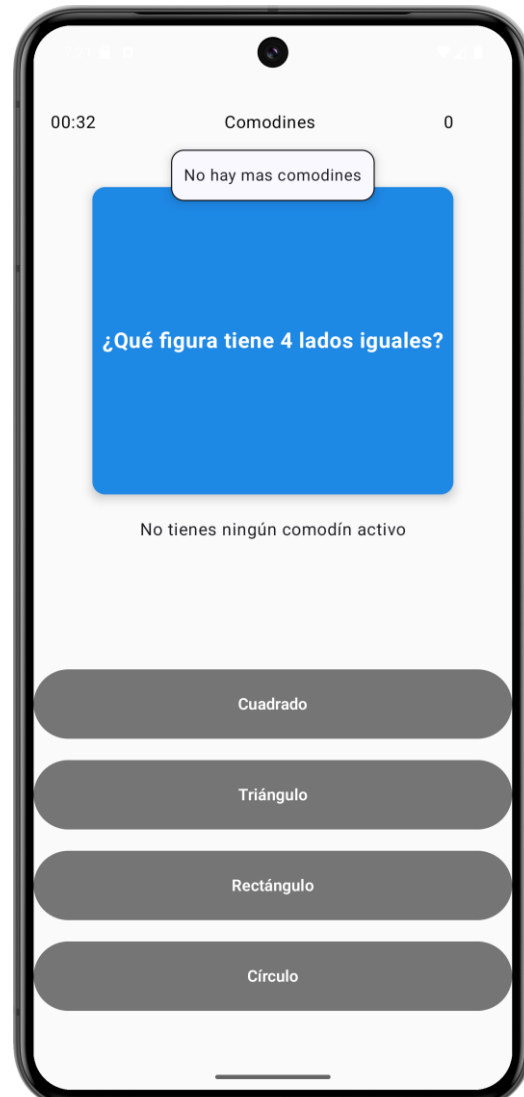 00:32 Comodines 0
No hay mas comodines
¿Qué figura tiene 4 lados iguales?
No tienes ningún comodín activo
Cuadrado
Triángulo
Rectángulo
Círculo